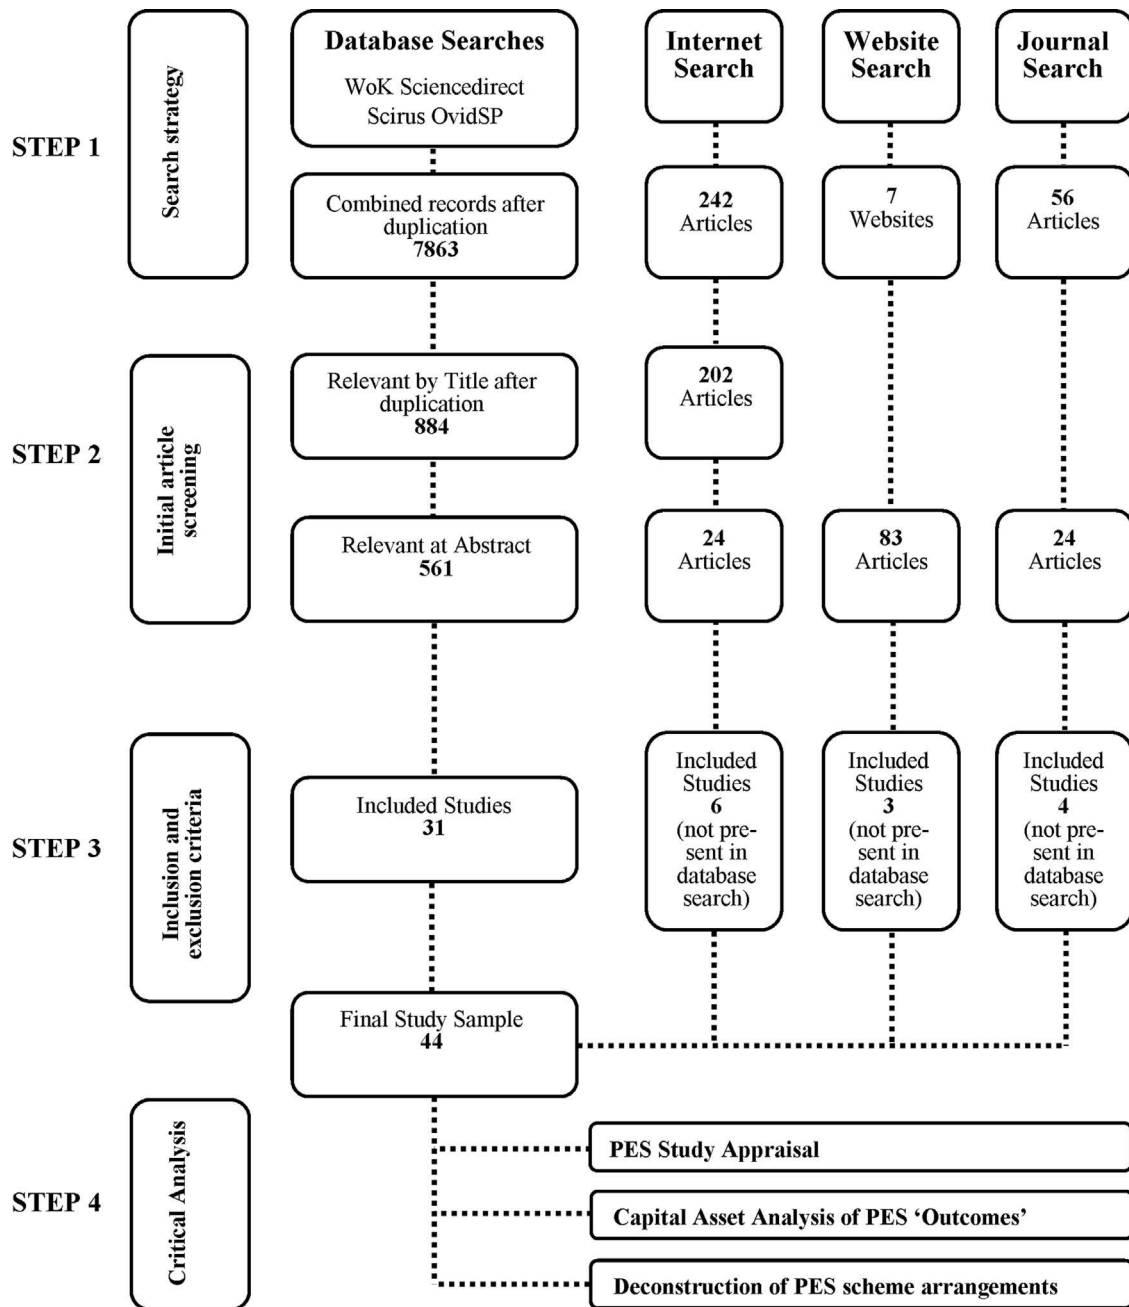 STEP 1
Search strategy
Database Searches
WoK Sciencedirect
Scirus OvidSP
Internet
Search
Website
Search
Journal
Search
Combined records after
duplication
7863
242
Articles
7
Websites
56
Articles
STEP 2
Initial article
screening
Relevant by Title after
duplication
884
202
Articles
Relevant at Abstract
561
24
Articles
83
Articles
24
Articles
STEP 3
Inclusion and
exclusion criteria
Included Studies
31
Included
Studies
6
(not pre-
sent in
database
search)
Included
Studies
3
(not pre-
sent in
database
search)
Included
Studies
4
(not pre-
sent in
database
search)
Final Study Sample
44
STEP 4
Critical Analysis
PES Study Appraisal
Capital Asset Analysis of PES ‘Outcomes’
Deconstruction of PES scheme arrangements